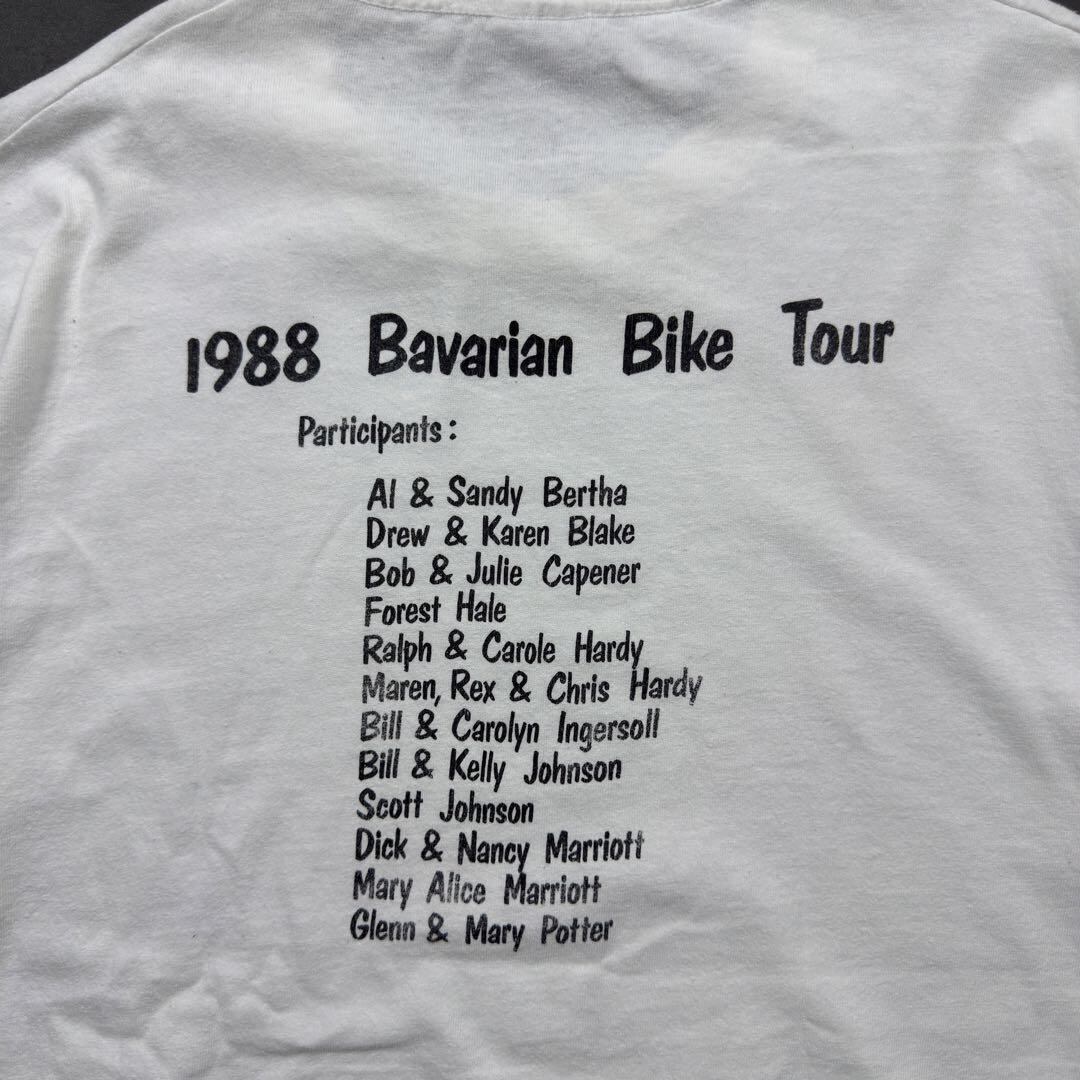 1988 Bavarian Bike Tour
Participants:
Al & Sandy Bertha
Drew & Karen Blake
Bob & Julie Capener
Forest Hale
Ralph & Carole Hardy
Maren, Rex & Chris Hardy
Bill & Carolyn Ingersoll
Bill & Kelly Johnson
Scott Johnson
Dick & Nancy Marriott
Mary Alice Marriott
Glenn & Mary Potter